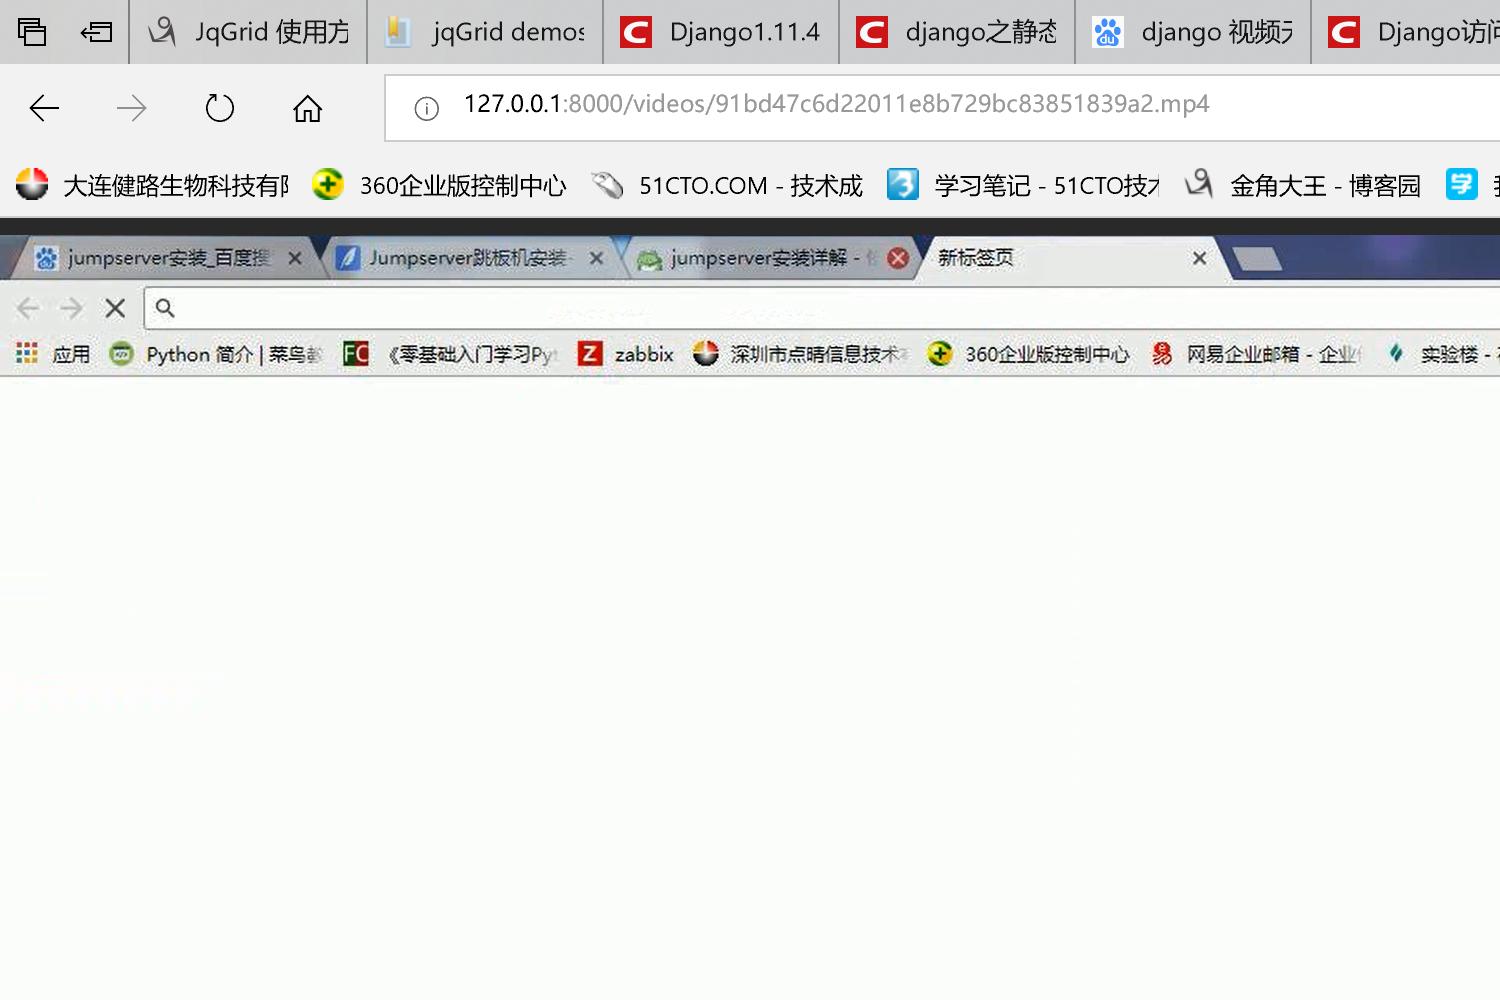 JqGrid 使用方 jqGrid demos Django1.11.4 django之静态 django 视频 Django访问
127.0.0.1:8000/videos/91bd47c6d22011e8b729bc83851839a2.mp4
大连健路生物科技有限 360企业版控制中心 51CTO.COM - 技术成 学习笔记 - 51CTO技术 金角大王 - 博客园 学
jumpserver安装_百度搜 Jumpserver跳板机安装- jumpserver安装详解 - 新标签页
应用 Python 简介 | 菜鸟教 FC 《零基础入门学习Pyt Z zabbix 深圳市点晴信息技术 360企业版控制中心 易 网易企业邮箱 - 企业 实验楼 -